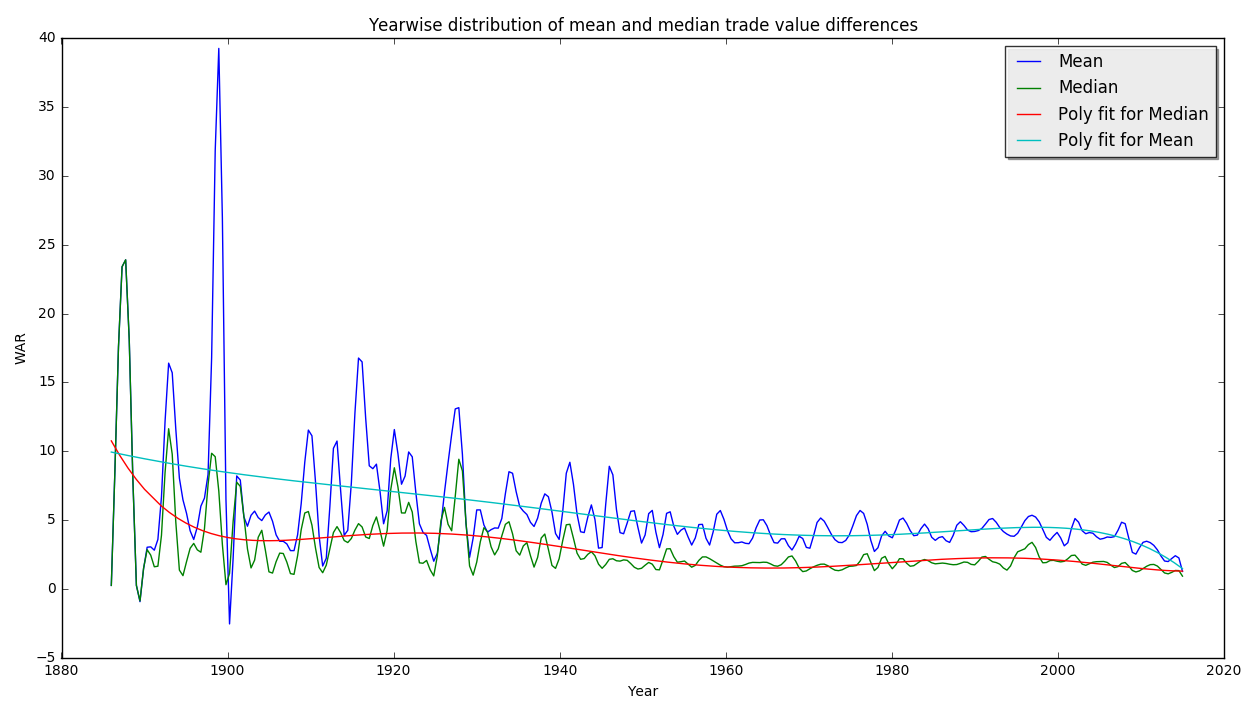 Yearwise distribution of mean and median trade value differences
40
35
30
25
20
15
10
5
0
−5
WAR
Mean
Median
Poly fit for Median
Poly fit for Mean
1880
1900
1920
1940
1960
1980
2000
2020
Year